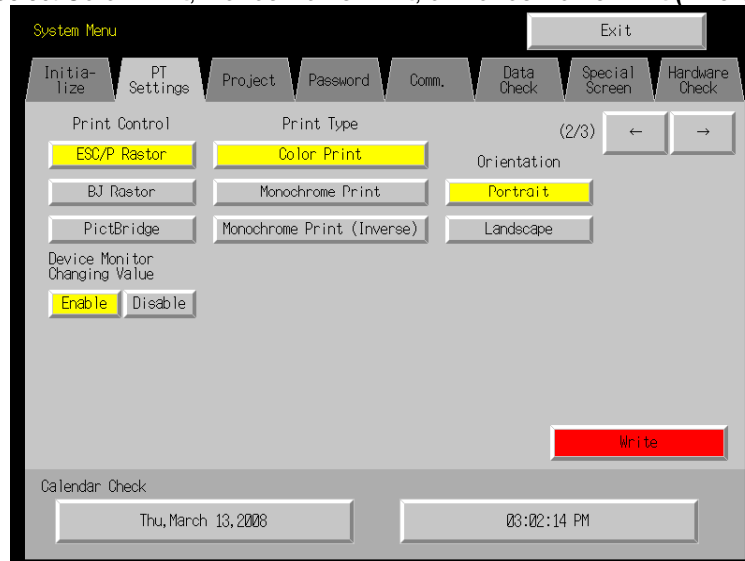 System Menu
Exit
Initia-
lize
PT
Settings
Project
Password
Comm.
Data
Check
Special
Screen
Hardware
Check
Print Control
Print Type
(2/3)
←
→
ESC/P Rastor
Color Print
Orientation
Portrait
BJ Rastor
Monochrome Print
PictBridge
Monochrome Print (Inverse)
Landscape
Device Monitor
Changing Value
Enable
Disable
Write
Calendar Check
Thu,March 13,2008
03:02:14 PM